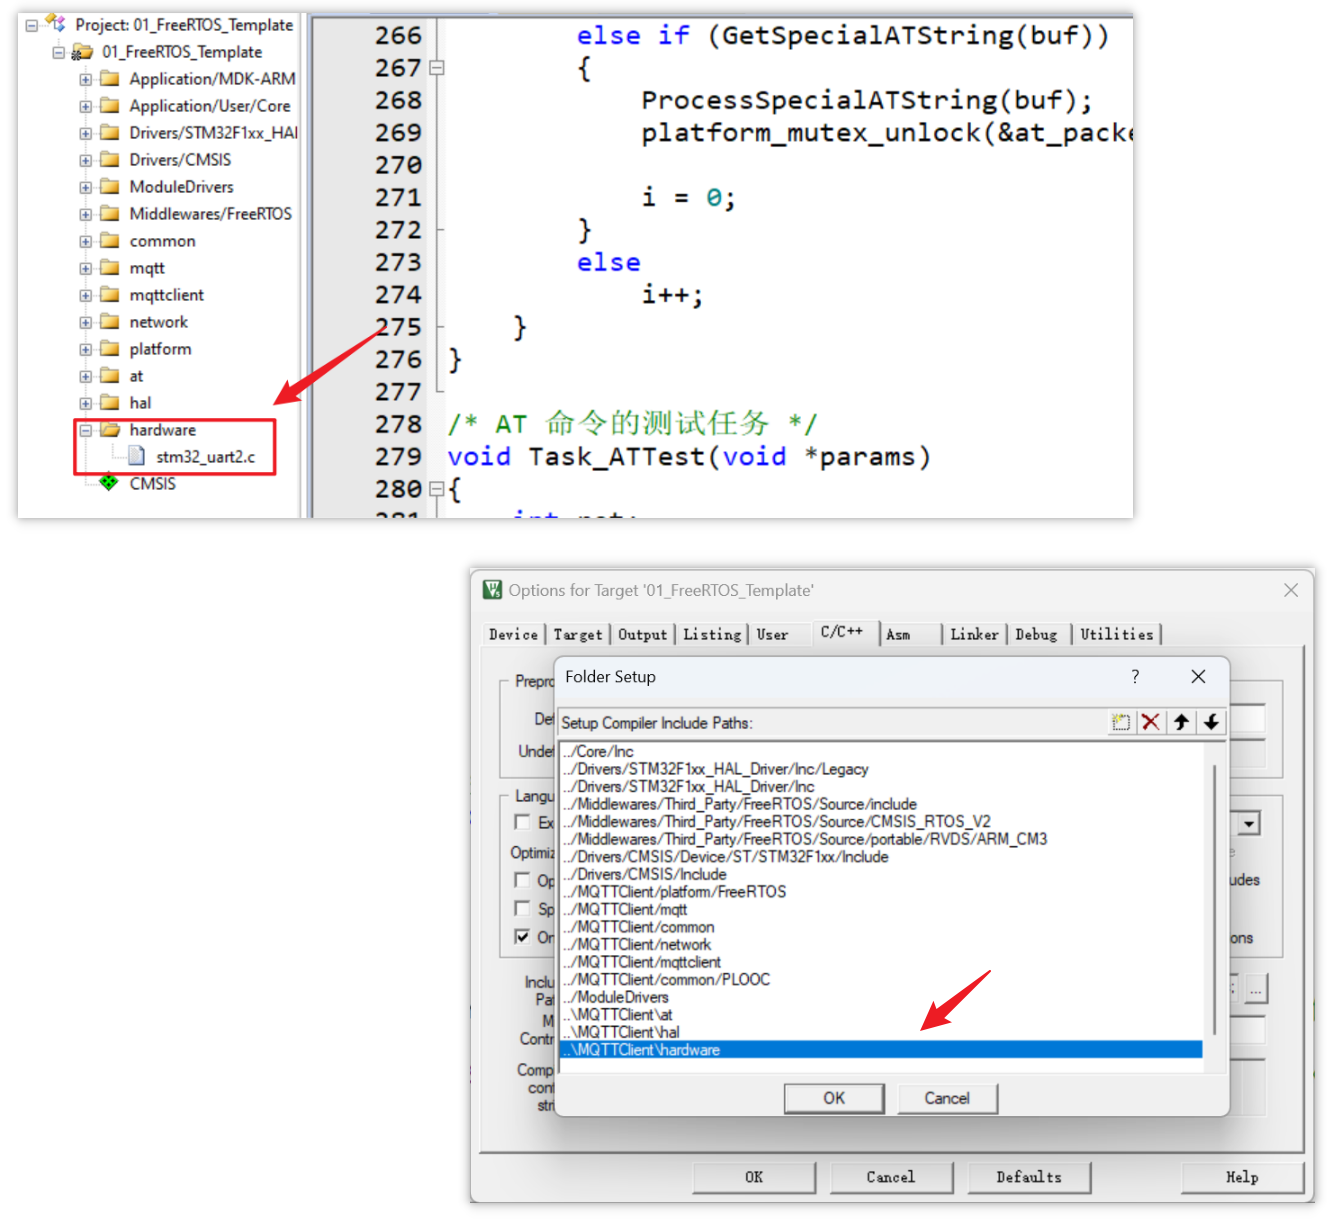 Project: 01_FreeRTOS_Template
01_FreeRTOS_Template
Application/MDK-ARM
Application/User/Core
Drivers/STM32F1xx_HAl
Drivers/CMSIS
ModuleDrivers
Middlewares/FreeRTOS
common
mqtt
mqttclient
network
platform
at
hal
hardware
stm32_uart2.c
CMSIS
266 else if (GetSpecialATString(buf))
267 {
268 ProcessSpecialATString(buf);
269 platform_mutex_unlock(&at_packe
270
271 i = 0;
272 }
273 else
274 i++;
275 }
276 }
277
278 /* AT 命令的测试任务 */
279 void Task_ATTest(void *params)
280 {
281 int ret;
Options for Target '01_FreeRTOS_Template'
Device Target Output Listing User C/C++ Asm Linker Debug Utilities
Folder Setup ?
Setup Compiler Include Paths:
../Core/Inc
../Drivers/STM32F1xx_HAL_Driver/Inc/Legacy
../Drivers/STM32F1xx_HAL_Driver/Inc
../Middlewares/Third_Party/FreeRTOS/Source/include
../Middlewares/Third_Party/FreeRTOS/Source/CMSIS_RTOS_V2
../Middlewares/Third_Party/FreeRTOS/Source/portable/RVDS/ARM_CM3
../Drivers/CMSIS/Device/ST/STM32F1xx/Include
../Drivers/CMSIS/Include
../MQTTClient/platform/FreeRTOS
../MQTTClient/mqtt
../MQTTClient/common
../MQTTClient/network
../MQTTClient/mqttclient
../MQTTClient/common/PLOOC
../ModuleDrivers
..\MQTTClient\at
..\MQTTClient\hal
..\MQTTClient\hardware
OK Cancel
Prepro
Def
Undef
Langu
Ex
Optimiz
Op
Sp
On
Inclu
Pat
M
Contr
Comp
cont
stri
udes
ons
...
OK Cancel Defaults Help